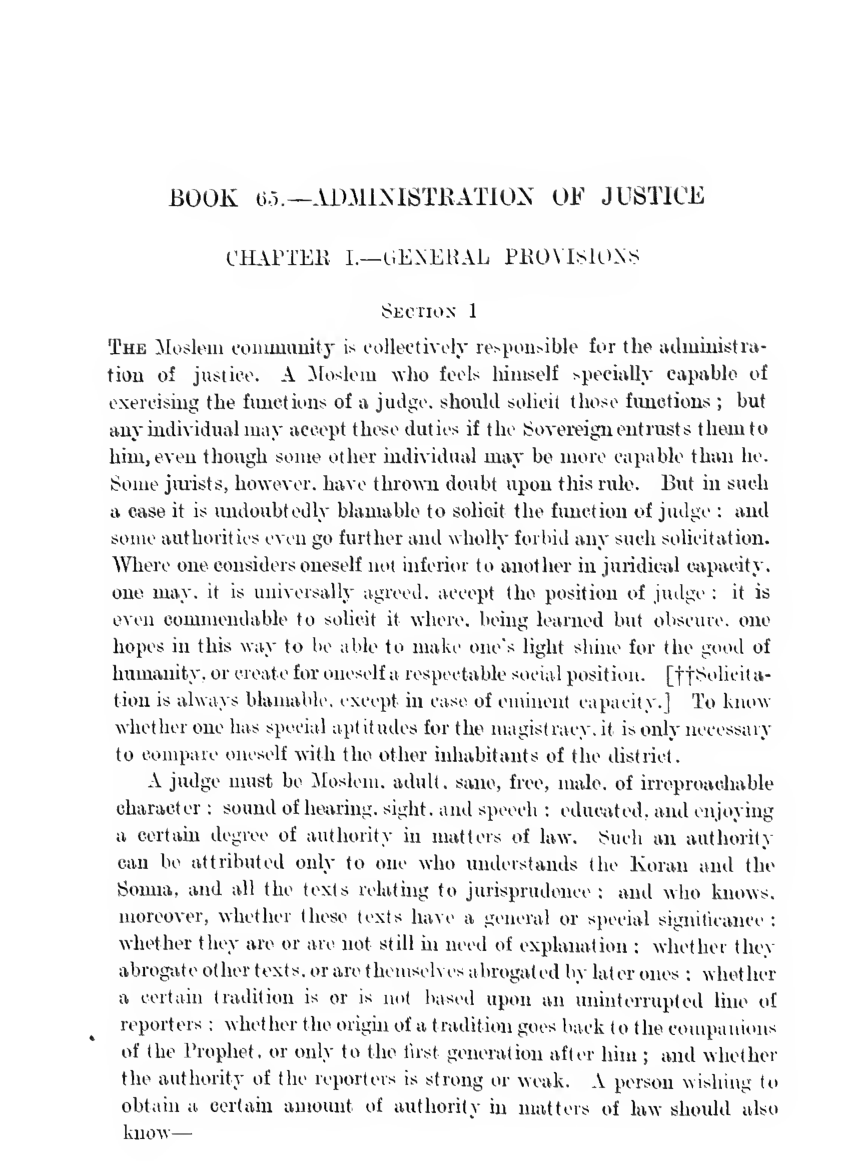 BOOK 65.—ADMINISTRATION OF JUSTICE
CHAPTER I.—GENERAL PROVISIONS
SECTION 1
THE Moslem community is collectively responsible for the administra-
tion of justice. A Moslem who feels himself specially capable of
exercising the functions of a judge, should solicit those functions; but
any individual may accept these duties if the Sovereign entrusts them to
him, even though some other individual may be more capable than he.
Some jurists, however, have thrown doubt upon this rule. But in such
a case it is undoubtedly blamable to solicit the function of judge; and
some authorities even go further and wholly forbid any such solicitation.
Where one considers oneself not inferior to another in juridical capacity,
one may, it is universally agreed, accept the position of judge; it is
even commendable to solicit it where, being learned but obscure, one
hopes in this way to be able to make one's light shine for the good of
humanity, or create for oneself a respectable social position. [††Solicita-
tion is always blamable, except in case of eminent capacity.] To know
whether one has special aptitudes for the magistracy, it is only necessary
to compare oneself with the other inhabitants of the district.
A judge must be Moslem, adult, sane, free, male, of irreproachable
character; sound of hearing, sight, and speech; educated, and enjoying
a certain degree of authority in matters of law. Such an authority
can be attributed only to one who understands the Koran and the
Sonna, and all the texts relating to jurisprudence; and who knows,
moreover, whether these texts have a general or special significance;
whether they are or are not still in need of explanation; whether they
abrogate other texts, or are themselves abrogated by later ones; whether
a certain tradition is or is not based upon an uninterrupted line of
reporters; whether the origin of a tradition goes back to the companions
of the Prophet, or only to the first generation after him; and whether
the authority of the reporters is strong or weak. A person wishing to
obtain a certain amount of authority in matters of law should also
know—